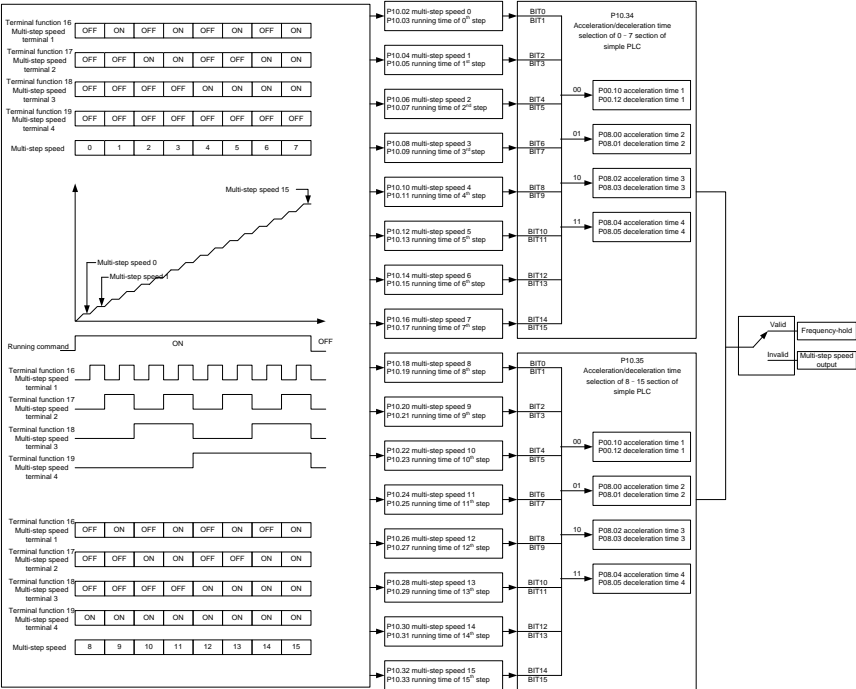 Terminal function 16
Multi-step speed
terminal 1
OFF ON OFF ON OFF ON OFF ON
Terminal function 17
Multi-step speed
terminal 2
OFF OFF ON ON OFF OFF ON ON
Terminal function 18
Multi-step speed
terminal 3
OFF OFF OFF OFF ON ON ON ON
Terminal function 19
Multi-step speed
terminal 4
OFF OFF OFF OFF OFF OFF OFF OFF
Multi-step speed
0 1 2 3 4 5 6 7
Multi-step speed 15
Multi-step speed 0
Multi-step speed 1
Running command
ON
OFF
Terminal function 16
Multi-step speed
terminal 1
Terminal function 17
Multi-step speed
terminal 2
Terminal function 18
Multi-step speed
terminal 3
Terminal function 19
Multi-step speed
terminal 4
Terminal function 16
Multi-step speed
terminal 1
OFF ON OFF ON OFF ON OFF ON
Terminal function 17
Multi-step speed
terminal 2
OFF OFF ON ON OFF OFF ON ON
Terminal function 18
Multi-step speed
terminal 3
OFF OFF OFF OFF ON ON ON ON
Terminal function 19
Multi-step speed
terminal 4
ON ON ON ON ON ON ON ON
Multi-step speed
8 9 10 11 12 13 14 15
P10.02 multi-step speed 0
P10.03 running time of 0th step
P10.04 multi-step speed 1
P10.05 running time of 1st step
P10.06 multi-step speed 2
P10.07 running time of 2nd step
P10.08 multi-step speed 3
P10.09 running time of 3rd step
P10.10 multi-step speed 4
P10.11 running time of 4th step
P10.12 multi-step speed 5
P10.13 running time of 5th step
P10.14 multi-step speed 6
P10.15 running time of 6th step
P10.16 multi-step speed 7
P10.17 running time of 7th step
P10.18 multi-step speed 8
P10.19 running time of 8th step
P10.20 multi-step speed 9
P10.21 running time of 9th step
P10.22 multi-step speed 10
P10.23 running time of 10th step
P10.24 multi-step speed 11
P10.25 running time of 11th step
P10.26 multi-step speed 12
P10.27 running time of 12th step
P10.28 multi-step speed 13
P10.29 running time of 13th step
P10.30 multi-step speed 14
P10.31 running time of 14th step
P10.32 multi-step speed 15
P10.33 running time of 15th step
BIT0
BIT1
BIT2
BIT3
BIT4
BIT5
BIT6
BIT7
BIT8
BIT9
BIT10
BIT11
BIT12
BIT13
BIT14
BIT15
P10.34
Acceleration/deceleration time
selection of 0 - 7 section of
simple PLC
00
P00.10 acceleration time 1
P00.12 deceleration time 1
01
P08.00 acceleration time 2
P08.01 deceleration time 2
10
P08.02 acceleration time 3
P08.03 deceleration time 3
11
P08.04 acceleration time 4
P08.05 deceleration time 4
BIT0
BIT1
BIT2
BIT3
BIT4
BIT5
BIT6
BIT7
BIT8
BIT9
BIT10
BIT11
BIT12
BIT13
BIT14
BIT15
P10.35
Acceleration/deceleration time
selection of 8 - 15 section of
simple PLC
00
P00.10 acceleration time 1
P00.12 deceleration time 1
01
P08.00 acceleration time 2
P08.01 deceleration time 2
10
P08.02 acceleration time 3
P08.03 deceleration time 3
11
P08.04 acceleration time 4
P08.05 deceleration time 4
Valid
Frequency-hold
Invalid
Multi-step speed
output